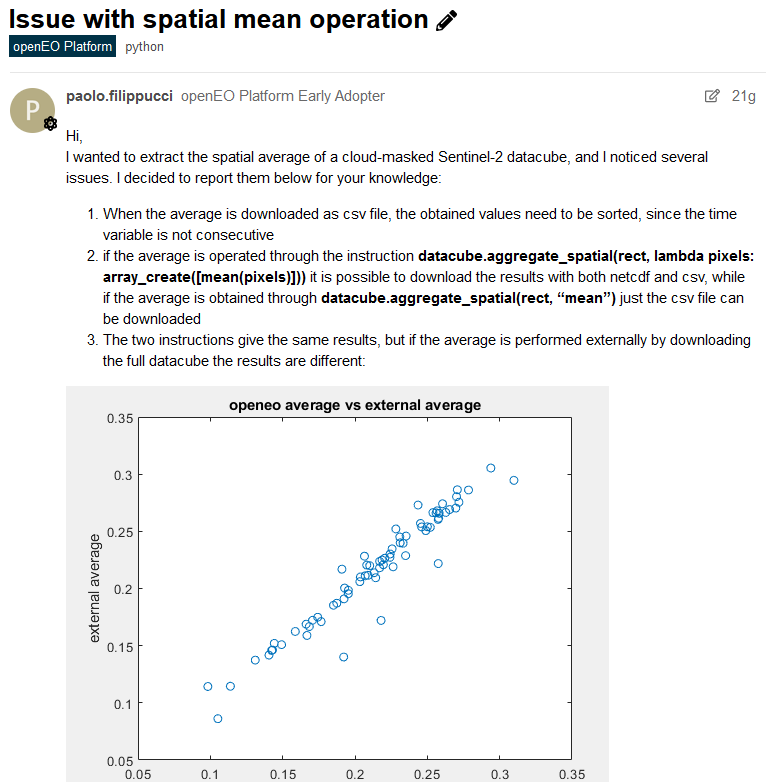 Issue with spatial mean operation
openEO Platform python
P
paolo.filippucci openEO Platform Early Adopter 21g
Hi,
I wanted to extract the spatial average of a cloud-masked Sentinel-2 datacube, and I noticed several
issues. I decided to report them below for your knowledge:
1. When the average is downloaded as csv file, the obtained values need to be sorted, since the time
variable is not consecutive
2. if the average is operated through the instruction datacube.aggregate_spatial(rect, lambda pixels:
array_create([mean(pixels)])) it is possible to download the results with both netcdf and csv, while
if the average is obtained through datacube.aggregate_spatial(rect, “mean”) just the csv file can
be downloaded
3. The two instructions give the same results, but if the average is performed externally by downloading
the full datacube the results are different:
openeo average vs external average
0.35
0.3
0.25
0.2
0.15
0.1
0.05
external average
0.05 0.1 0.15 0.2 0.25 0.3 0.35